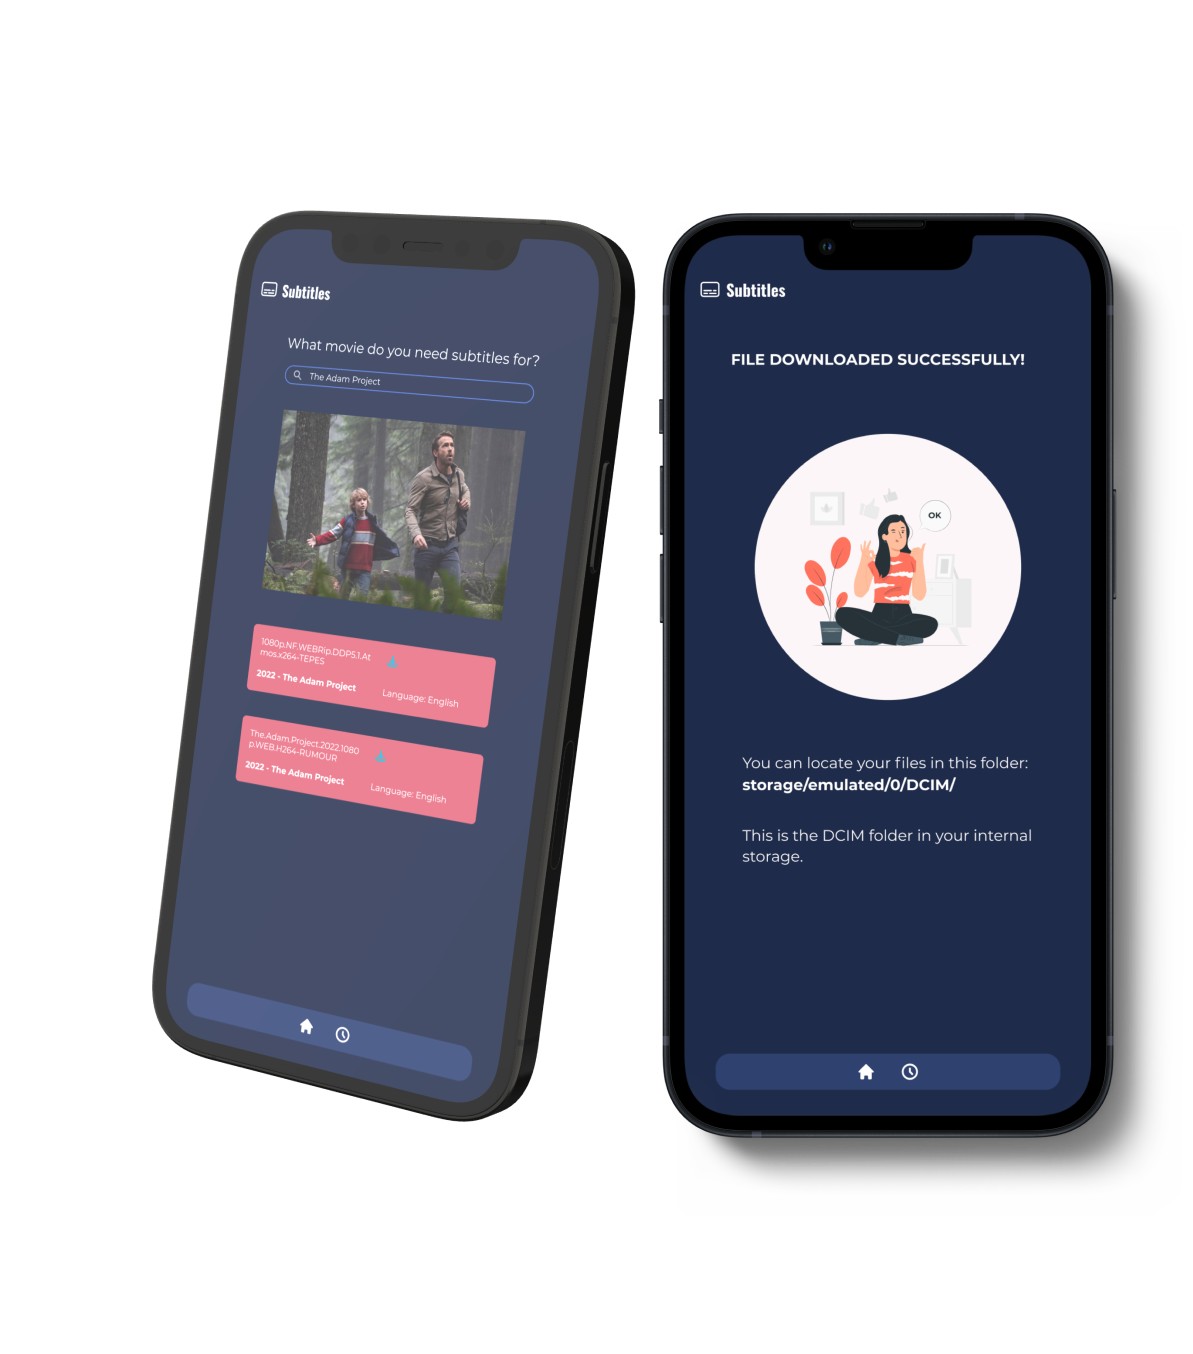 Subtitles
What movie do you need subtitles for?
The Adam Project
1080p.NF.WEBRip.DDP5.1.At
mos.x264-TEPES
2022 - The Adam Project
Language: English
The.Adam.Project.2022.1080
p.WEB.H264-RUMOUR
2022 - The Adam Project
Language: English
Subtitles
FILE DOWNLOADED SUCCESSFULLY!
OK
You can locate your files in this folder:
storage/emulated/0/DCIM/
This is the DCIM folder in your internal
storage.